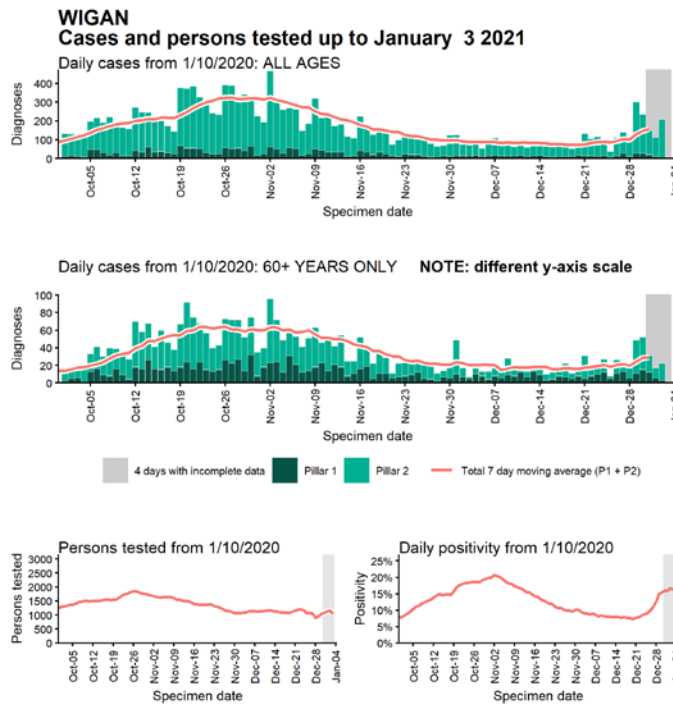 WIGAN
Cases and persons tested up to January 3 2021
Daily cases from 1/10/2020: ALL AGES
Diagnoses
400
300
200
100
0
Oct-05
Oct-12
Oct-19
Oct-26
Nov-02
Nov-09
Nov-16
Nov-23
Nov-30
Dec-07
Dec-14
Dec-21
Dec-28
Specimen date
Daily cases from 1/10/2020: 60+ YEARS ONLY NOTE: different y-axis scale
Diagnoses
100
80
60
40
20
0
Oct-05
Oct-12
Oct-19
Oct-26
Nov-02
Nov-09
Nov-16
Nov-23
Nov-30
Dec-07
Dec-14
Dec-21
Dec-28
Specimen date
4 days with incomplete data Pillar 1 Pillar 2 Total 7 day moving average (P1 + P2)
Persons tested from 1/10/2020
Persons tested
3000
2500
2000
1500
1000
500
0
Oct-05
Oct-12
Oct-19
Oct-26
Nov-02
Nov-09
Nov-16
Nov-23
Nov-30
Dec-07
Dec-14
Dec-21
Dec-28
Jan-04
Specimen date
Daily positivity from 1/10/2020
Positivity
25%
20%
15%
10%
5%
0%
Oct-05
Oct-12
Oct-19
Oct-26
Nov-02
Nov-09
Nov-16
Nov-23
Nov-30
Dec-07
Dec-14
Dec-21
Dec-28
Specimen date